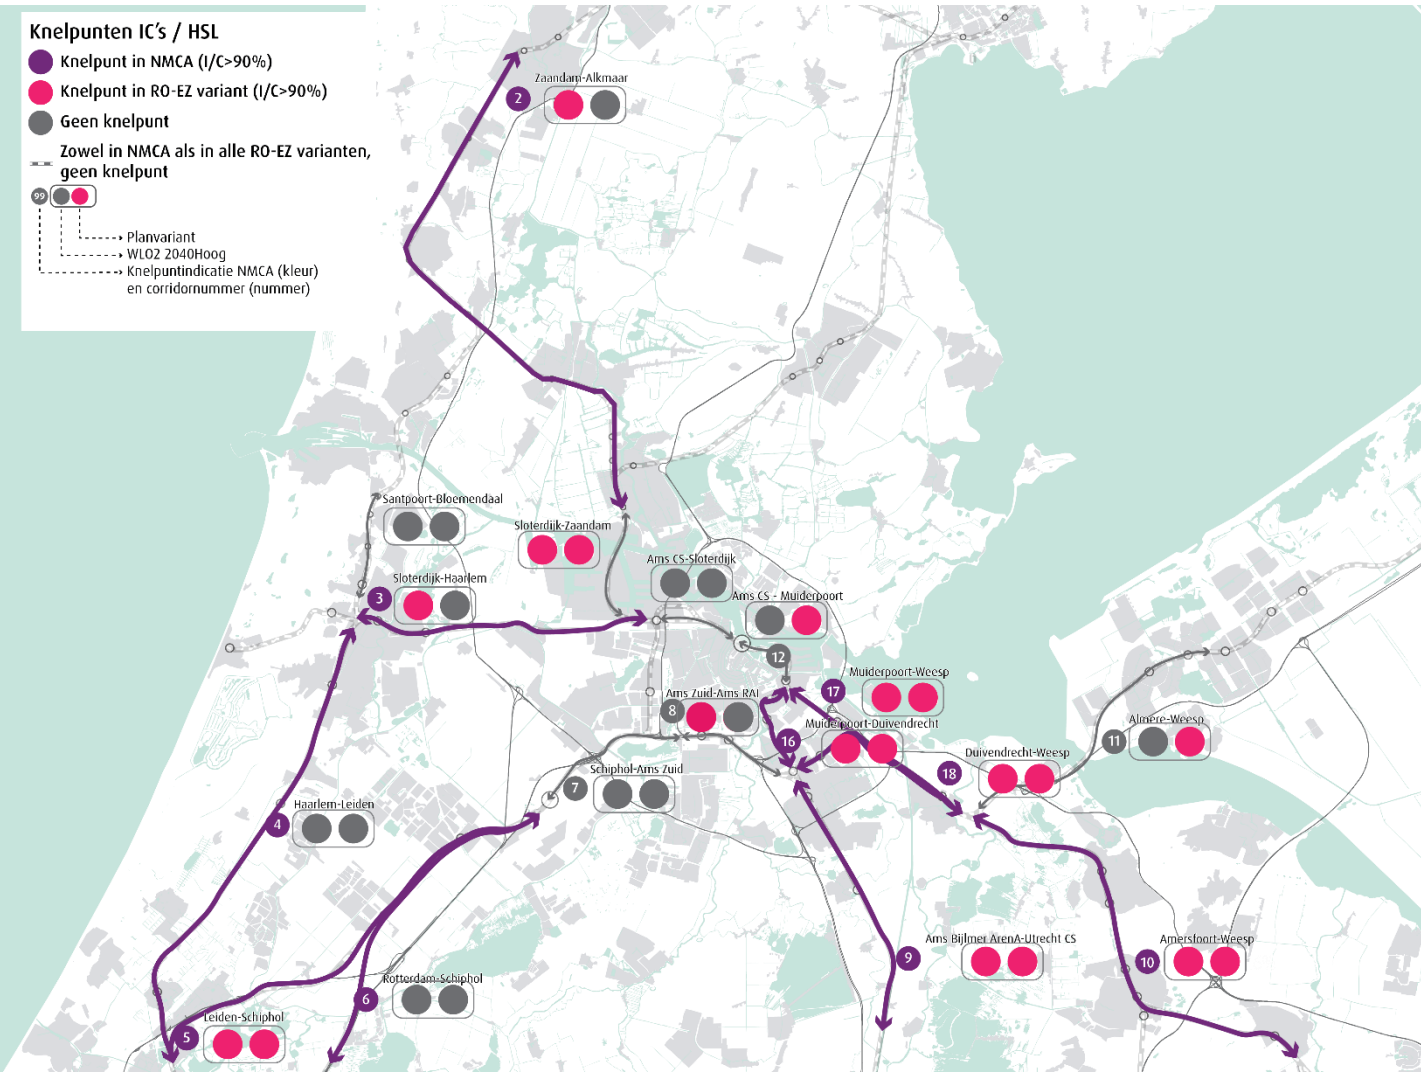 Knelpunten IC's / HSL
Knelpunt in NMCA (I/C>90%)
Knelpunt in RO-EZ variant (I/C>90%)
Geen knelpunt
Zowel in NMCA als in alle RO-EZ varianten,
geen knelpunt
99
Planvariant
WLO2 2040Hoog
Knelpuntindicatie NMCA (kleur)
en corridornummer (nummer)
Zaandam-Alkmaar
2
Santpoort-Bloemendaal
Sloterdijk-Zaandam
Ams CS-Sloterdijk
Sloterdijk-Haarlem
3
Ams CS - Muiderpoort
12
Muiderpoort-Weesp
17
Ams Zuid-Ams RAI
8
Muiderpoort-Duivendrecht
16
Almere-Weesp
11
Duivendrecht-Weesp
18
Schiphol-Ams Zuid
7
Haarlem-Leiden
4
Ams Bijlmer ArenA-Utrecht CS
9
Amersfoort-Weesp
10
Rotterdam-Schiphol
6
Leiden-Schiphol
5